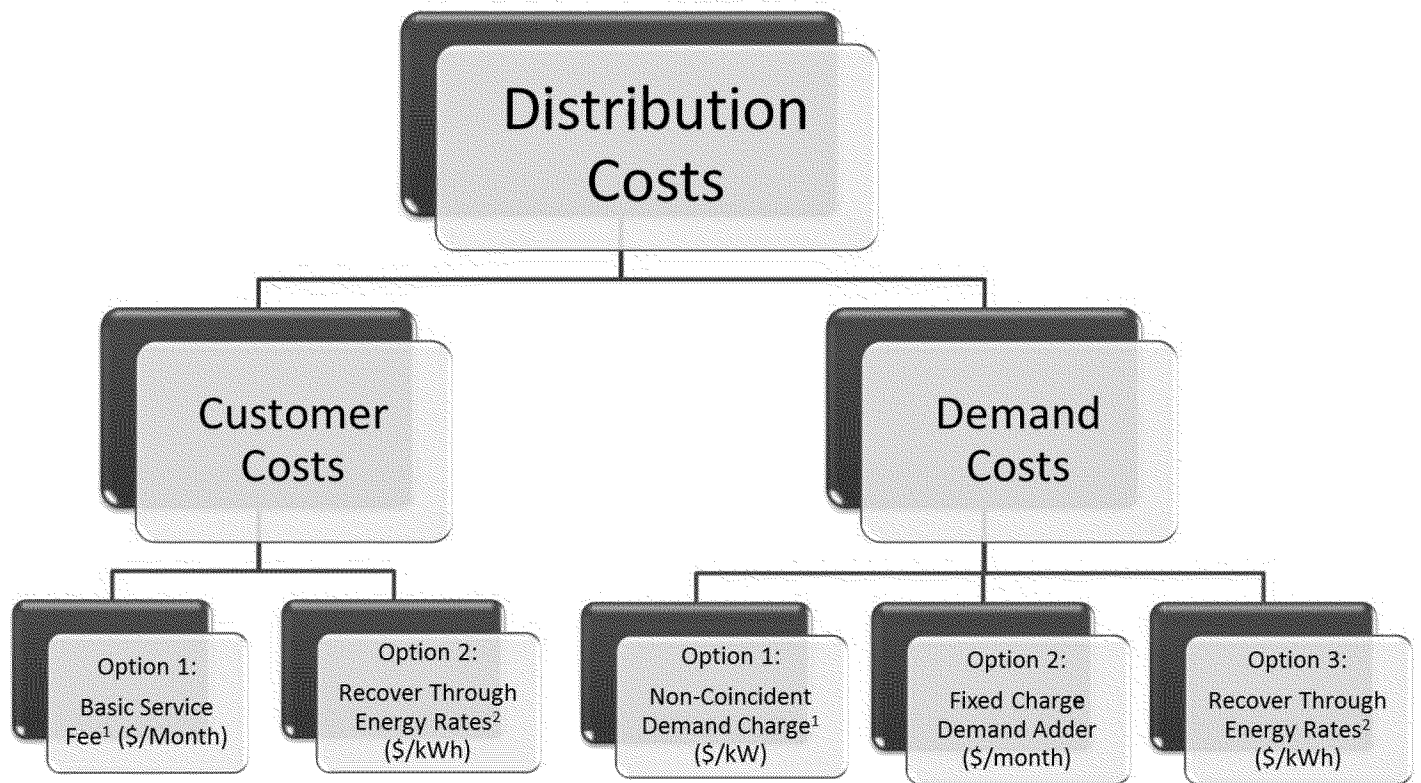 Distribution
Costs
Customer
Costs
Demand
Costs
Option 1:
Basic Service
Fee¹ ($/Month)
Option 2:
Recover Through
Energy Rates²
($/kWh)
Option 1:
Non-Coincident
Demand Charge¹
($/kW)
Option 2:
Fixed Charge
Demand Adder
($/month)
Option 3:
Recover Through
Energy Rates²
($/kWh)